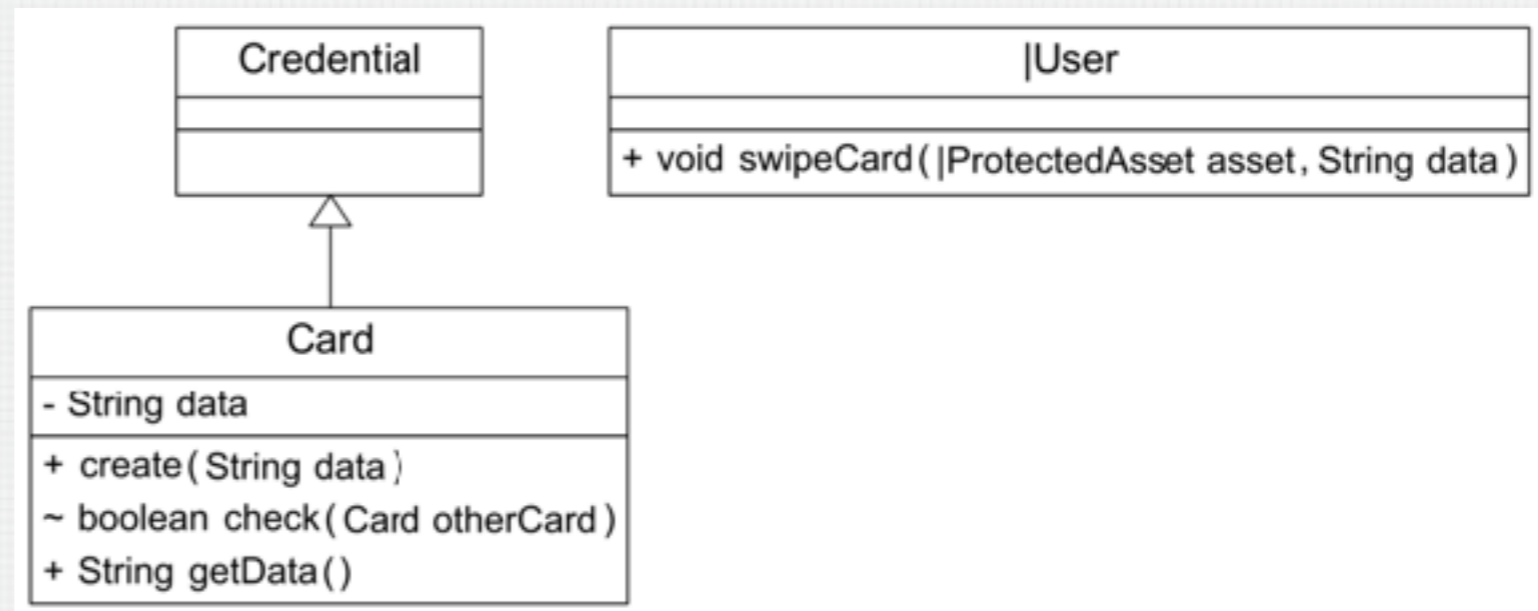 Credential
|User
+ void swipeCard(|ProtectedAsset asset, String data)
Card
- String data
+ create(String data)
~ boolean check(Card otherCard)
+ String getData()